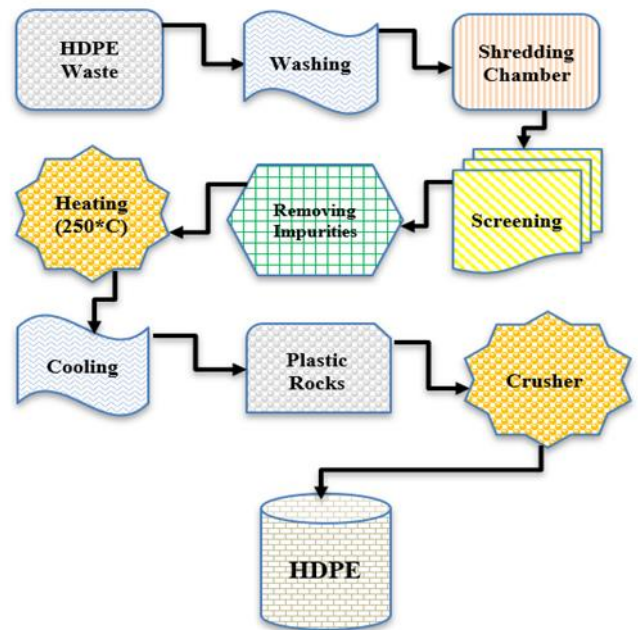 HDPE
Waste
Washing
Shredding
Chamber
Screening
Removing
Impurities
Heating
(250*C)
Cooling
Plastic
Rocks
Crusher
HDPE